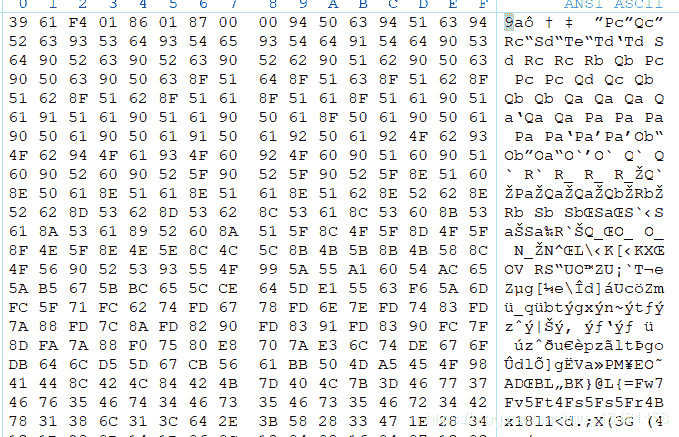 0 1 2 3 4 5 6 7 8 9 A B C D E F ANSI ASCII
39 61 F4 01 86 01 87 00 00 94 50 63 94 51 63 94 9aô † ‡ ”Pc”Qc”
52 63 93 53 64 93 54 65 93 54 64 91 54 64 90 53 Rc“Sd“Te“Td‘Td S
64 90 52 63 90 52 63 90 52 62 90 51 62 90 50 63 d Rc Rc Rb Qb Pc
90 50 63 90 50 63 8F 51 64 8F 51 63 8F 51 62 8F Pc Pc Qd Qc Qb
51 62 8F 51 62 8F 51 61 8F 51 61 8F 51 61 90 51 Qb Qb Qa Qa Qa Q
61 91 51 61 90 51 61 90 50 61 8F 50 61 90 50 61 a‘Qa Qa Pa Pa Pa
90 50 61 90 50 61 91 50 61 92 50 61 92 4F 62 93 Pa Pa‘Pa’Pa’Ob“
4F 62 94 4F 61 93 4F 60 92 4F 60 90 51 60 90 51 Ob”Oa“O`’O` Q` Q
60 90 52 60 90 52 5F 90 52 5F 90 52 5F 8E 51 60 ` R` R_ R_ R_ŽQ`
8E 50 61 8E 51 61 8E 51 61 8E 51 62 8E 52 62 8E ŽPaŽQaŽQaŽQbŽRbŽ
52 62 8D 53 62 8D 53 62 8C 53 61 8C 53 60 8B 53 Rb Sb SbŒSaŒS`‹S
61 8A 53 61 89 52 60 8A 51 5F 8C 4F 5F 8D 4F 5F aŠSa‰R`ŠQ_ŒO_ O_
8F 4E 5F 8E 4E 5E 8C 4C 5C 8B 4B 5B 8B 4B 58 8C N_ŽN^ŒL\‹K[‹KXŒ
4F 56 90 52 53 93 55 4F 99 5A 55 A1 60 54 AC 65 OV RS“UO™ZU¡`T¬e
5A B5 67 5B BC 65 5C CE 64 5D E1 55 63 F6 5A 6D Zµg[¼e\Îd]áUcöZm
FC 5F 71 FC 62 74 FD 67 78 FD 6E 7E FD 74 83 FD ü_qübtýgxýn~ýtƒý
7A 88 FD 7C 8A FD 82 90 FD 83 91 FD 83 90 FC 7F zˆý|Šý‚ ýƒ‘ýƒ ü
8D FA 7A 88 F0 75 80 E8 70 7A E3 6C 74 DE 67 6F úzˆðu€èpzãltÞgo
DB 64 6C D5 5D 67 CB 56 61 BB 50 4D A5 45 4F 98 ÛdlÕ]gËVa»PM¥EO˜
41 44 8C 42 4C 84 42 4B 7D 40 4C 7B 3D 46 77 37 ADŒBL„BK}@L{=Fw7
46 76 35 46 74 34 46 73 35 46 73 35 46 72 34 42 Fv5Ft4Fs5Fs5Fr4B
78 31 38 6C 31 3C 64 2E 3B 58 28 33 47 1E 28 34 x18l1<d.;X(3G (4